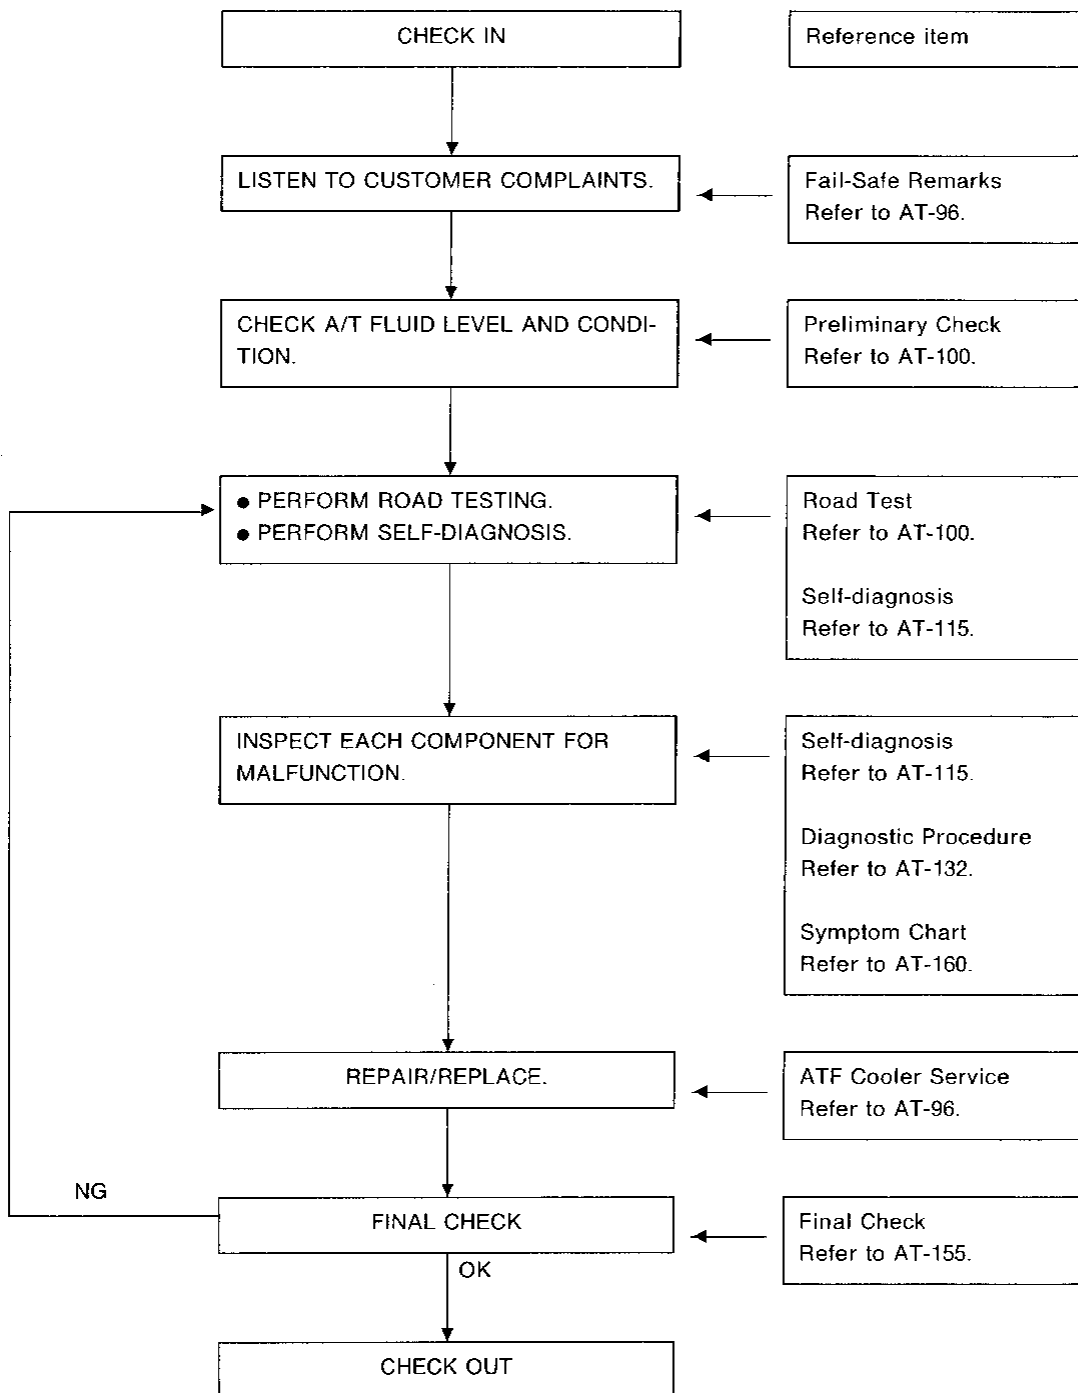 CHECK IN
Reference item
LISTEN TO CUSTOMER COMPLAINTS.
Fail-Safe Remarks
Refer to AT-96.
CHECK A/T FLUID LEVEL AND CONDI-
TION.
Preliminary Check
Refer to AT-100.
● PERFORM ROAD TESTING.
● PERFORM SELF-DIAGNOSIS.
Road Test
Refer to AT-100.
Self-diagnosis
Refer to AT-115.
INSPECT EACH COMPONENT FOR
MALFUNCTION.
Self-diagnosis
Refer to AT-115.
Diagnostic Procedure
Refer to AT-132.
Symptom Chart
Refer to AT-160.
REPAIR/REPLACE.
ATF Cooler Service
Refer to AT-96.
NG
FINAL CHECK
Final Check
Refer to AT-155.
OK
CHECK OUT